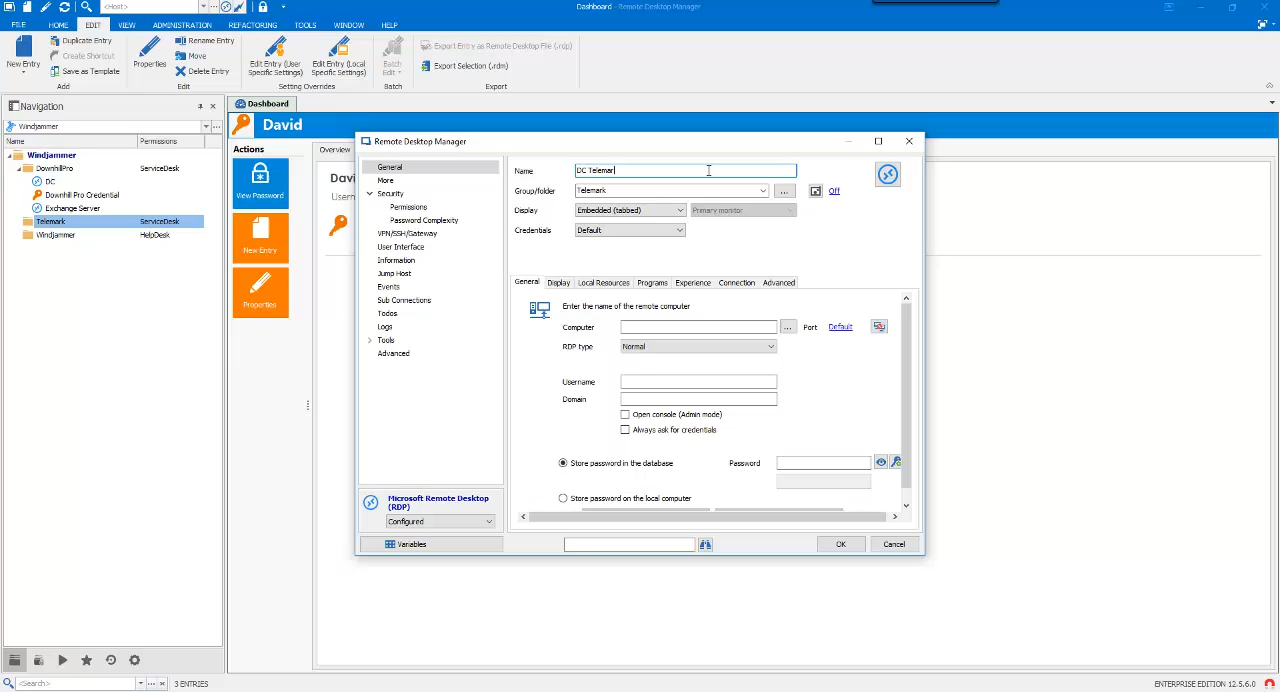 <Host>
Dashboard - Remote Desktop Manager
FILE HOME EDIT VIEW ADMINISTRATION REFACTORING TOOLS WINDOW HELP
New Entry
Duplicate Entry
Create Shortcut
Save as Template
Add
Properties
Rename Entry
Move
Delete Entry
Edit
Edit Entry (User Specific Settings)
Edit Entry (Local Specific Settings)
Setting Overrides
Batch Edit
Batch
Export Entry as Remote Desktop File (.rdp)
Export Selection (.rdm)
Export
Navigation
Windjammer
Name Permissions
Windjammer
DownhillPro ServiceDesk
DC
Downhill Pro Credential
Exchange Server
Telemark ServiceDesk
Windjammer HelpDesk
<Search>
3 ENTRIES
Dashboard
David
Actions
View Password
New Entry
Properties
Overview
Davi
Usern
Remote Desktop Manager
General
More
Security
Permissions
Password Complexity
VPN/SSH/Gateway
User Interface
Information
Jump Host
Events
Sub Connections
Todos
Logs
Tools
Advanced
Microsoft Remote Desktop
(RDP)
Configured
Variables
Name DC Telemar
Group/folder Telemark ... Off
Display Embedded (tabbed) Primary monitor
Credentials Default
General Display Local Resources Programs Experience Connection Advanced
Enter the name of the remote computer
Computer ... Port Default
RDP type Normal
Username
Domain
Open console (Admin mode)
Always ask for credentials
Store password in the database Password
Store password on the local computer
OK Cancel
ENTERPRISE EDITION 12.5.6.0